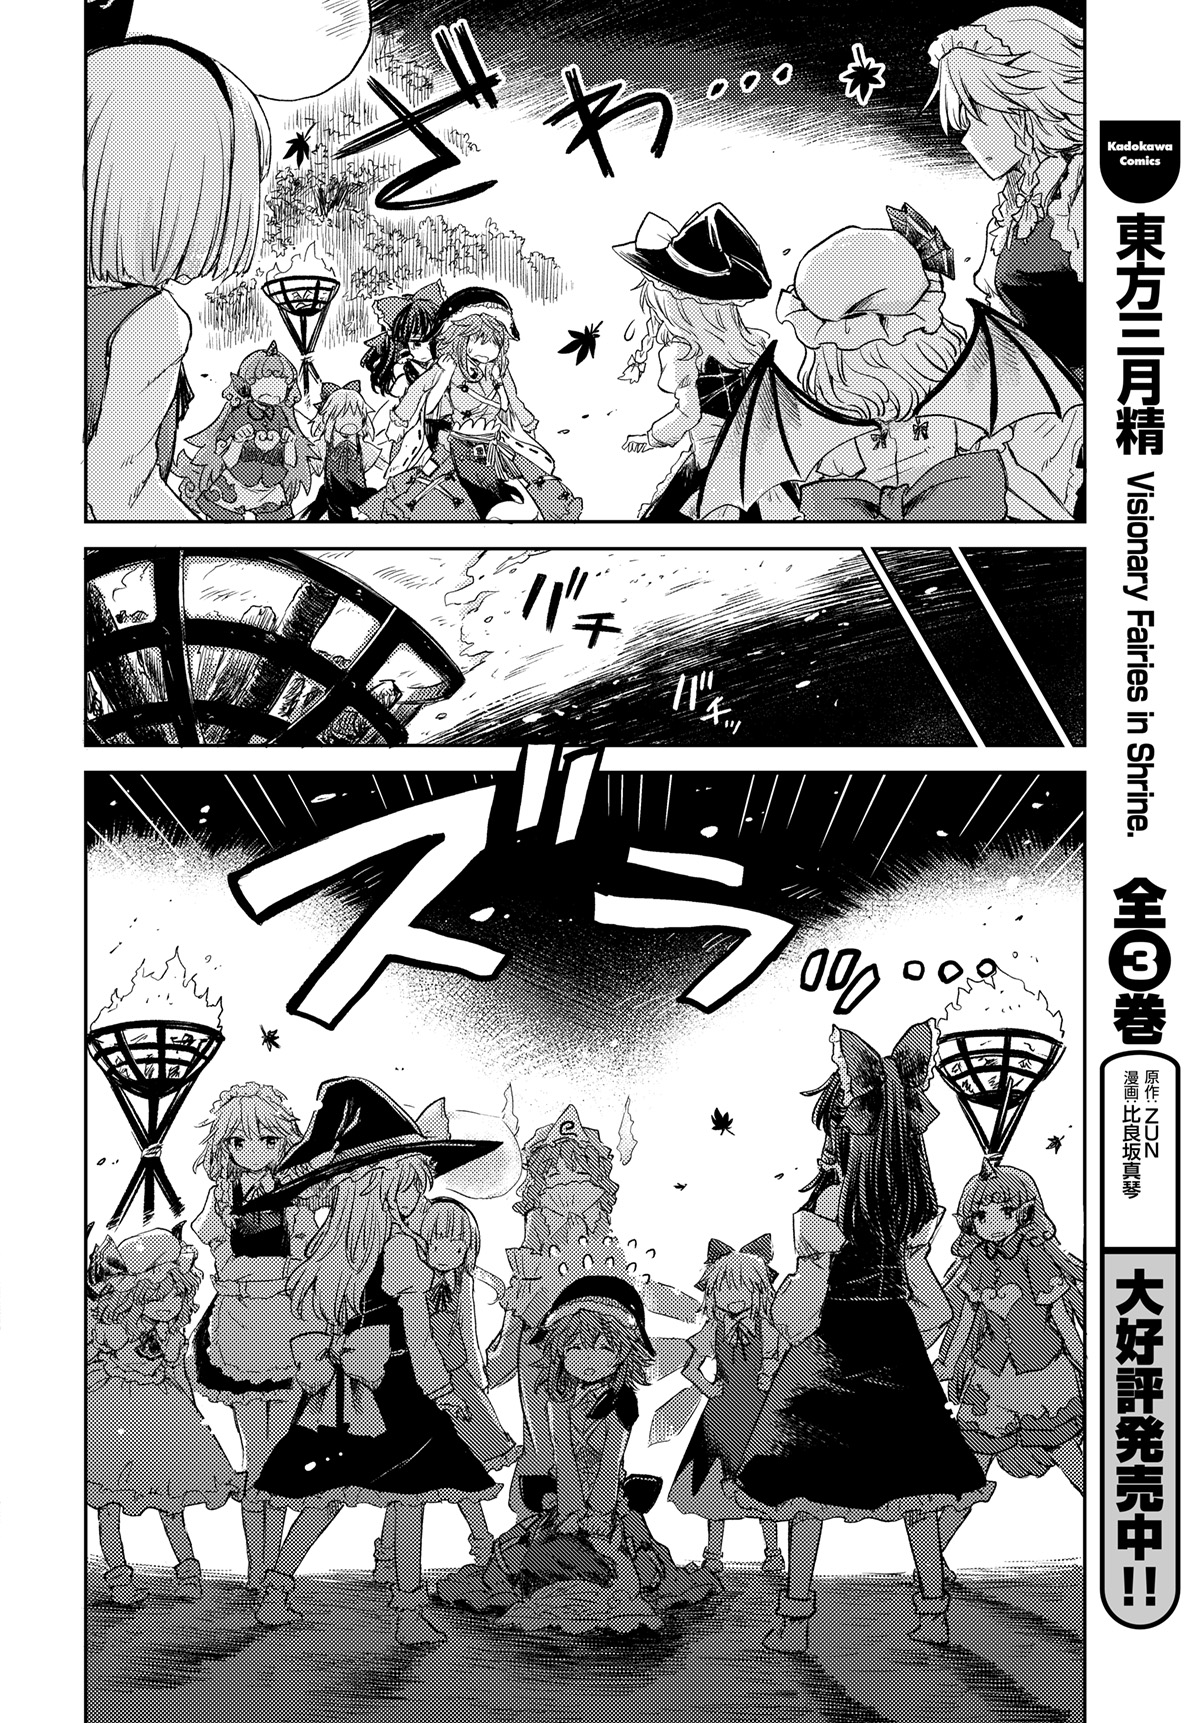 ざわ・・・
バチ
バチッ
ズラ・・・
Kadokawa
Comics
東方三月精 Visionary Fairies in Shrine. 全3巻
原作:ZUN
漫画:比良坂真琴
大好評発売中!!